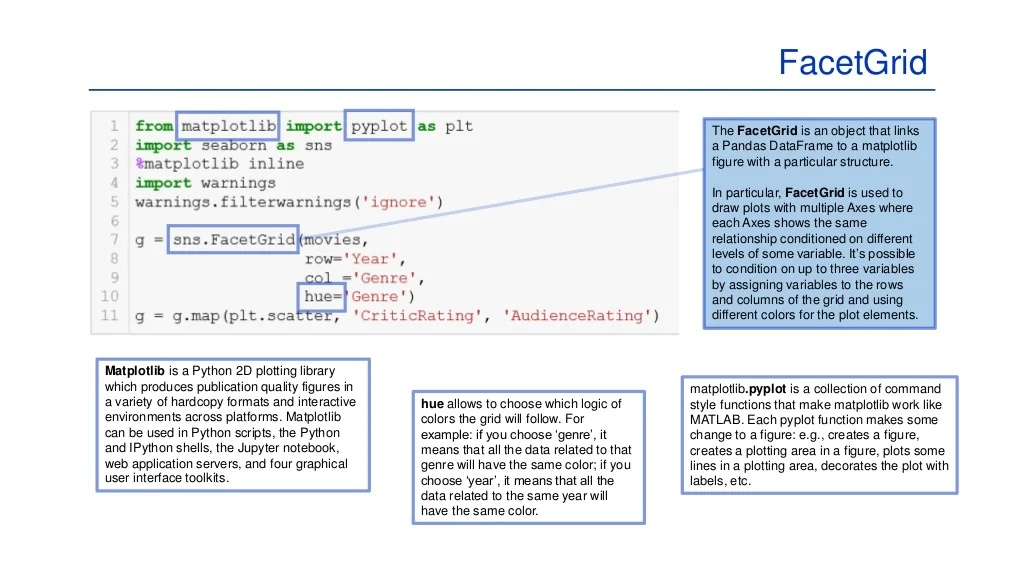 FacetGrid
1 from matplotlib import pyplot as plt
2 import seaborn as sns
3 %matplotlib inline
4 import warnings
5 warnings.filterwarnings('ignore')
6
7 g = sns.FacetGrid(movies,
8 row='Year',
9 col ='Genre',
10 hue='Genre')
11 g = g.map(plt.scatter, 'CriticRating', 'AudienceRating')
The FacetGrid is an object that links
a Pandas DataFrame to a matplotlib
figure with a particular structure.
In particular, FacetGrid is used to
draw plots with multiple Axes where
each Axes shows the same
relationship conditioned on different
levels of some variable. It’s possible
to condition on up to three variables
by assigning variables to the rows
and columns of the grid and using
different colors for the plot elements.
Matplotlib is a Python 2D plotting library
which produces publication quality figures in
a variety of hardcopy formats and interactive
environments across platforms. Matplotlib
can be used in Python scripts, the Python
and IPython shells, the Jupyter notebook,
web application servers, and four graphical
user interface toolkits.
hue allows to choose which logic of
colors the grid will follow. For
example: if you choose ‘genre’, it
means that all the data related to that
genre will have the same color; if you
choose ‘year’, it means that all the
data related to the same year will
have the same color.
matplotlib.pyplot is a collection of command
style functions that make matplotlib work like
MATLAB. Each pyplot function makes some
change to a figure: e.g., creates a figure,
creates a plotting area in a figure, plots some
lines in a plotting area, decorates the plot with
labels, etc.